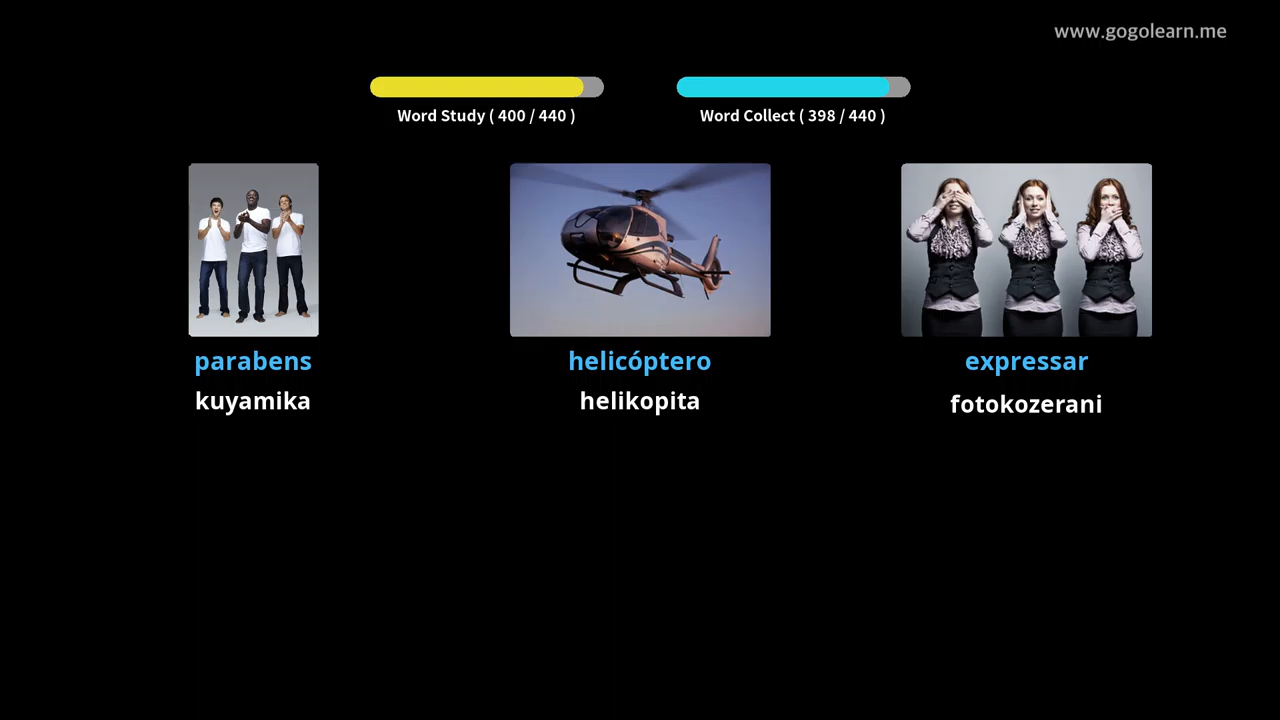 www.gogolearn.me
Word Study ( 400 / 440 )
Word Collect ( 398 / 440 )
parabens
helicóptero
expressar
kuyamika
helikopita
fotokozerani